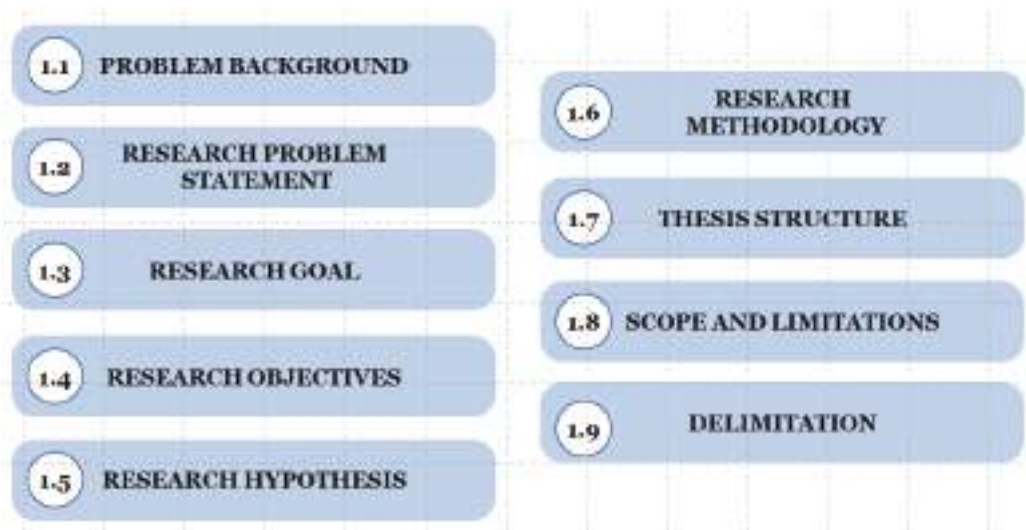 1.1 PROBLEM BACKGROUND
1.2 RESEARCH PROBLEM
STATEMENT
1.3 RESEARCH GOAL
1.4 RESEARCH OBJECTIVES
1.5 RESEARCH HYPOTHESIS
1.6 RESEARCH
METHODOLOGY
1.7 THESIS STRUCTURE
1.8 SCOPE AND LIMITATIONS
1.9 DELIMITATION